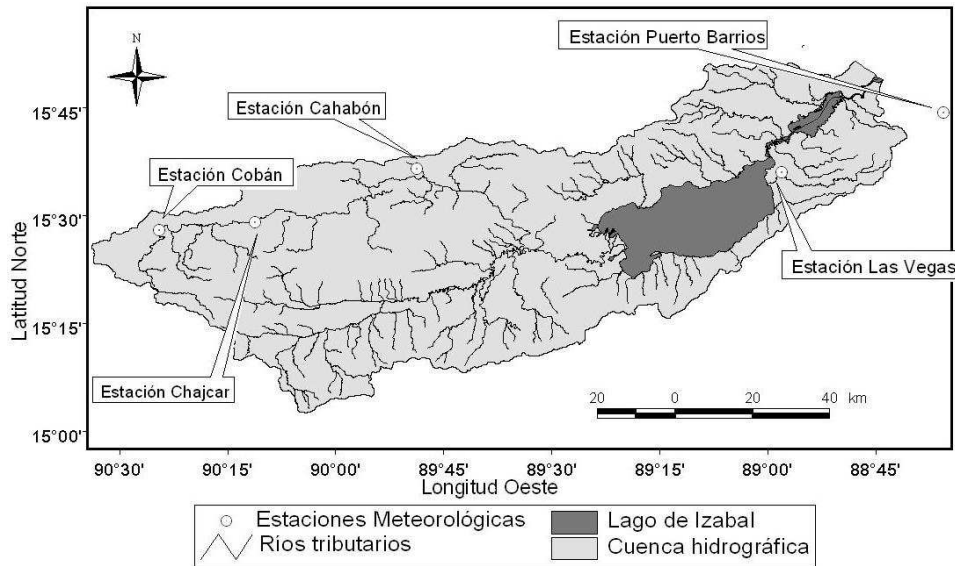 N
Estación Puerto Barrios
Estación Cahabón
Estación Cobán
Estación Las Vegas
Estación Chajcar
Latitud Norte
15°45'
15°30'
15°15'
15°00'
20 0 20 40 km
90°30' 90°15' 90°00' 89°45' 89°30' 89°15' 89°00' 88°45'
Longitud Oeste
Estaciones Meteorológicas
Ríos tributarios
Lago de Izabal
Cuenca hidrográfica